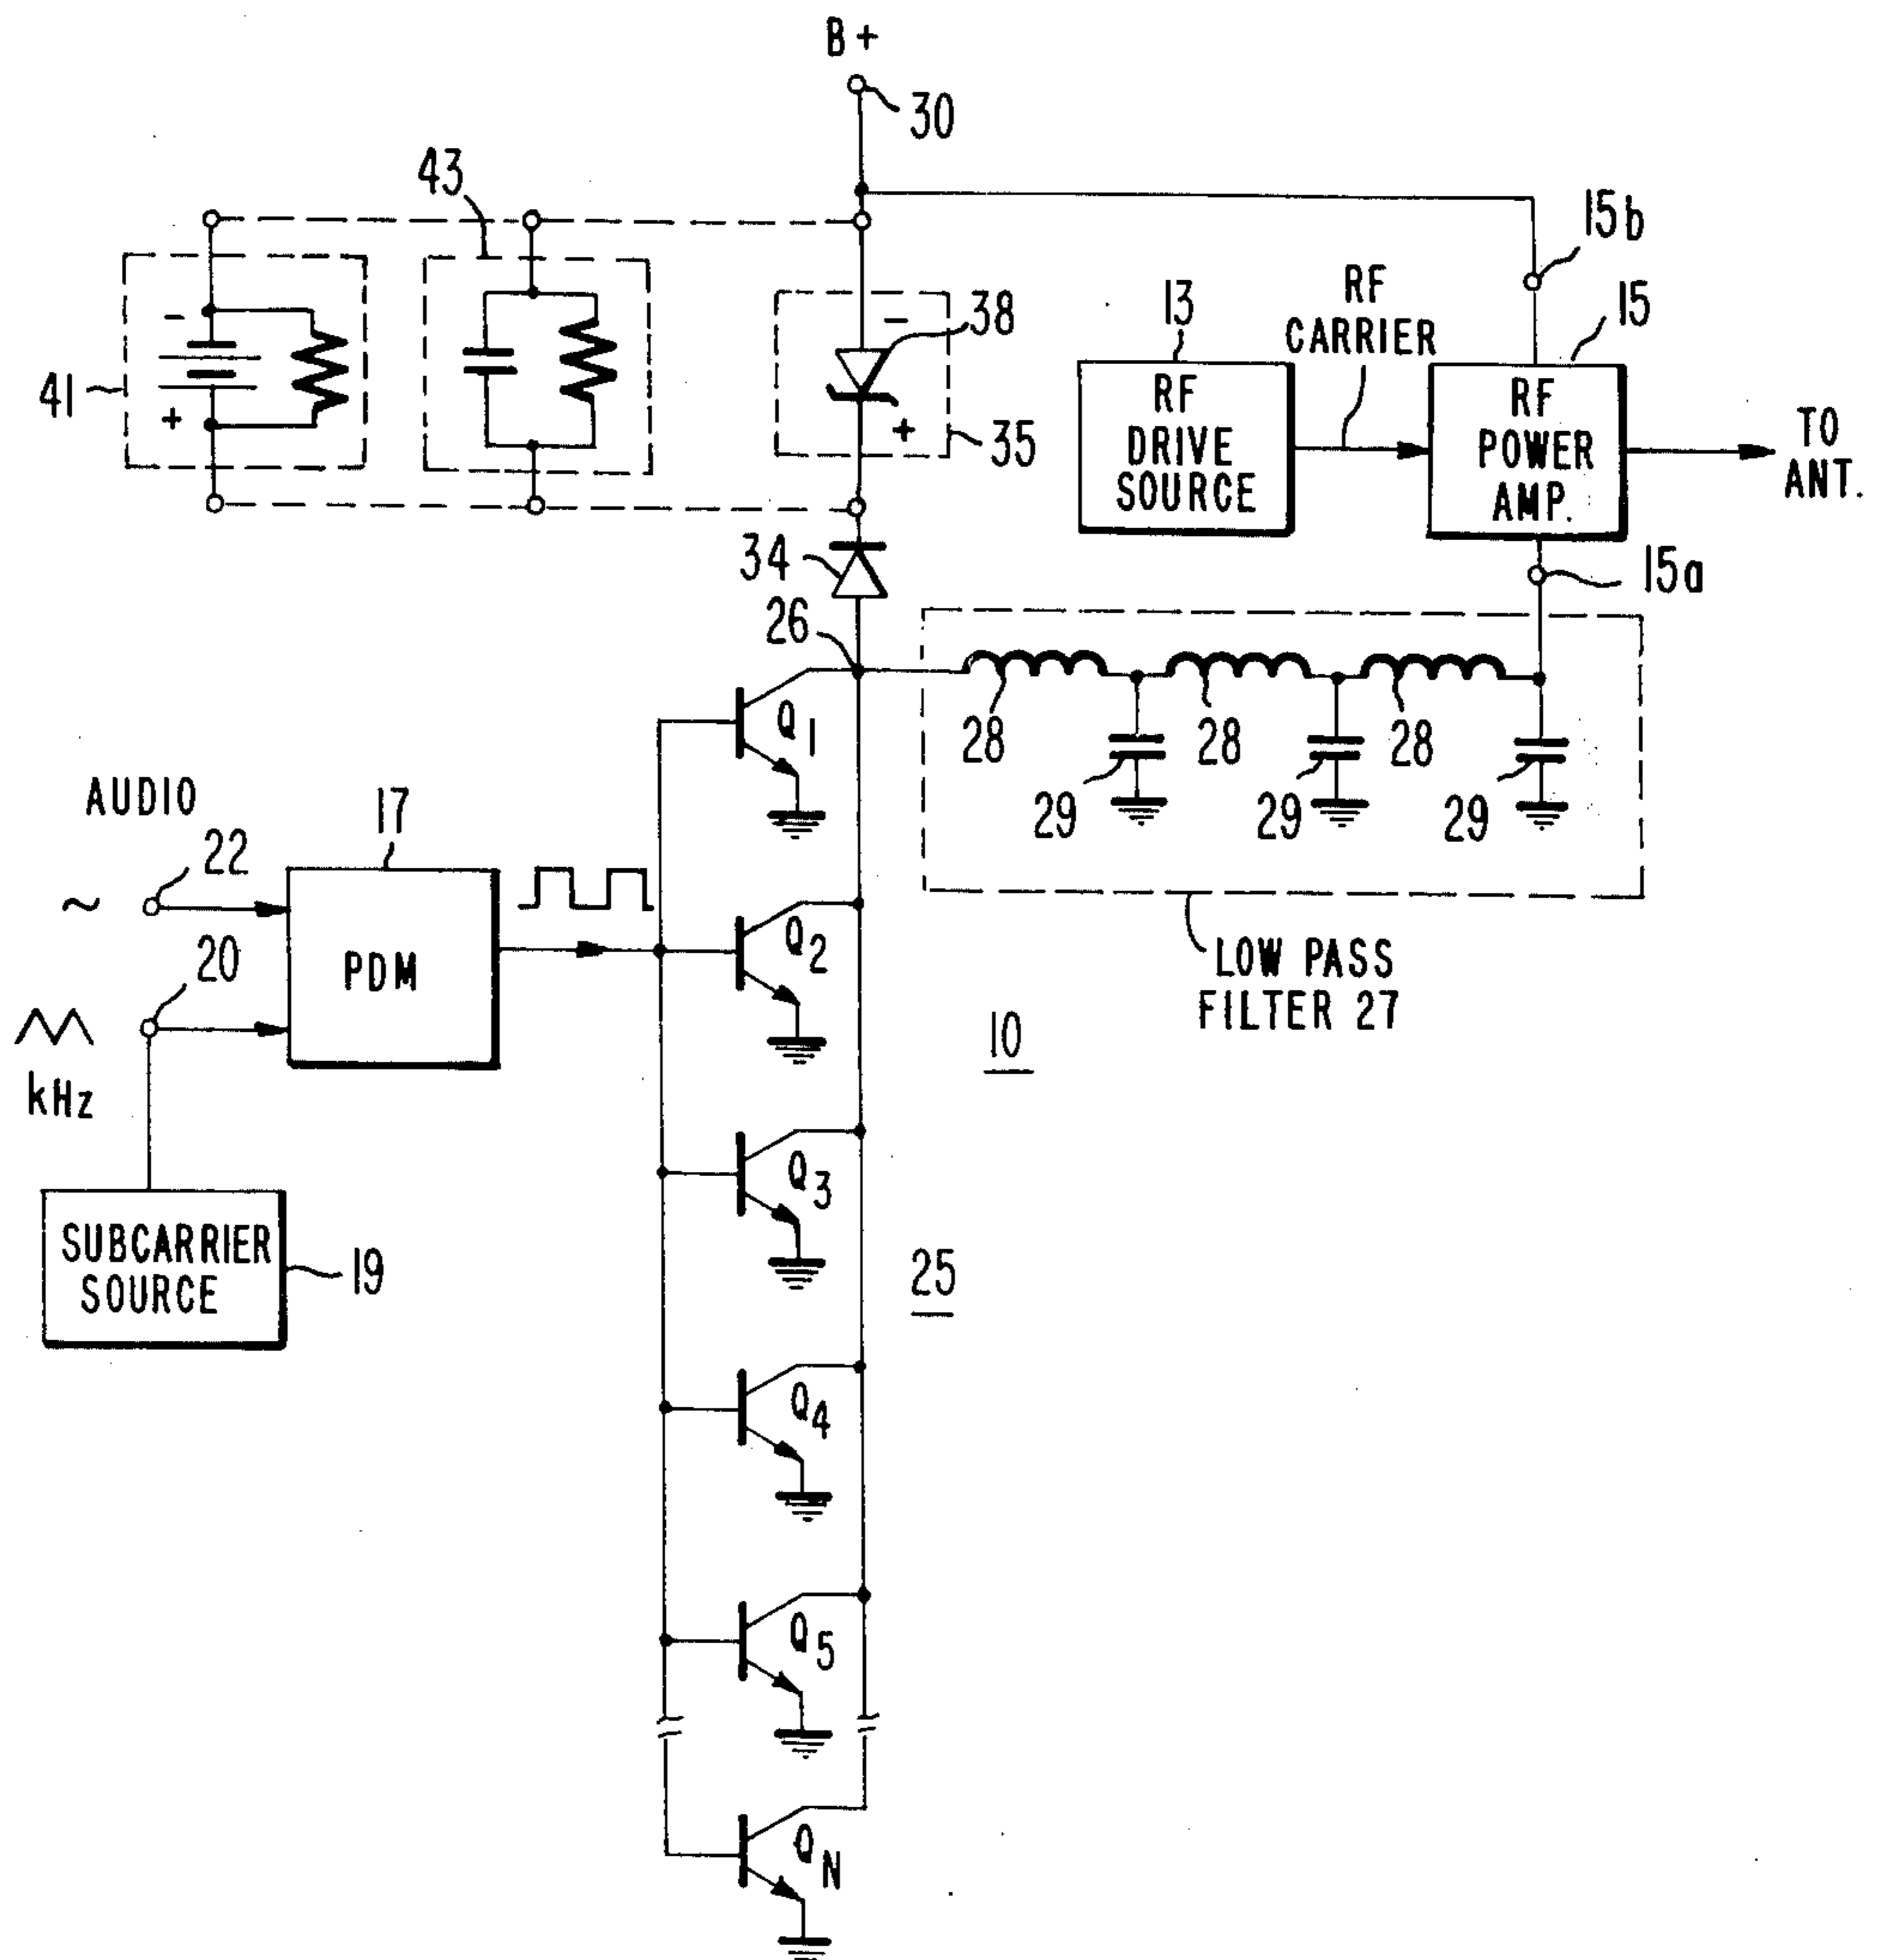 B+
30
43
15b
13
RF
CARRIER
15
-
38
-
41
+
+
35
RF
DRIVE
SOURCE
RF
POWER
AMP.
TO
ANT.
34
15a
26
Q1
28
28
28
29
29
29
AUDIO
17
22
~
20
PDM
Q2
LOW PASS
FILTER 27
10
kHz
Q3
SUBCARRIER
SOURCE
19
25
Q4
Q5
QN